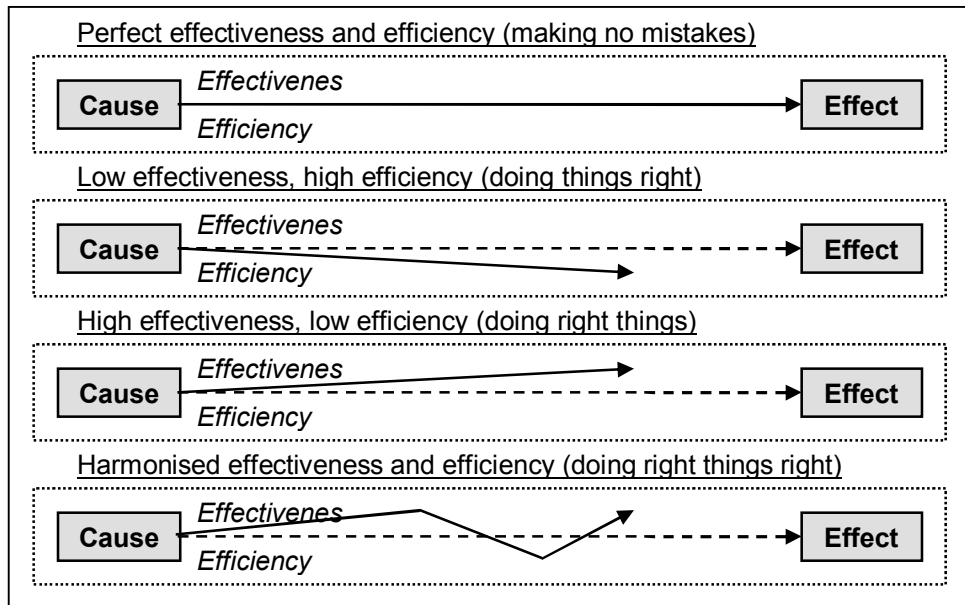 Perfect effectiveness and efficiency (making no mistakes)
Effectivenes
Cause
Effect
Efficiency
Low effectiveness, high efficiency (doing things right)
Effectivenes
Cause
Effect
Efficiency
High effectiveness, low efficiency (doing right things)
Effectivenes
Cause
Effect
Efficiency
Harmonised effectiveness and efficiency (doing right things right)
Effectivenes
Cause
Effect
Efficiency